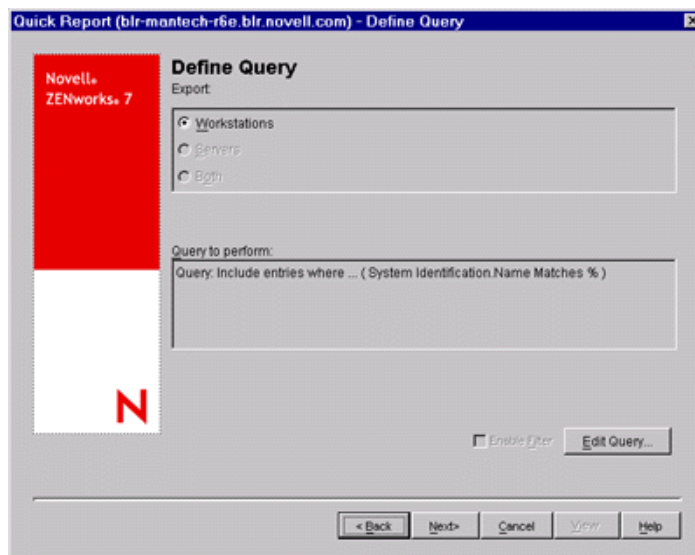 Quick Report (blr-mantech-r6e.blr.novell.com) - Define Query
Novell®
ZENworks® 7
Define Query
Export:
Workstations
Servers
Both
Query to perform:
Query: Include entries where ... ( System Identification.Name Matches % )
N
Enable Filter
Edit Query...
< Back
Next>
Cancel
View
Help